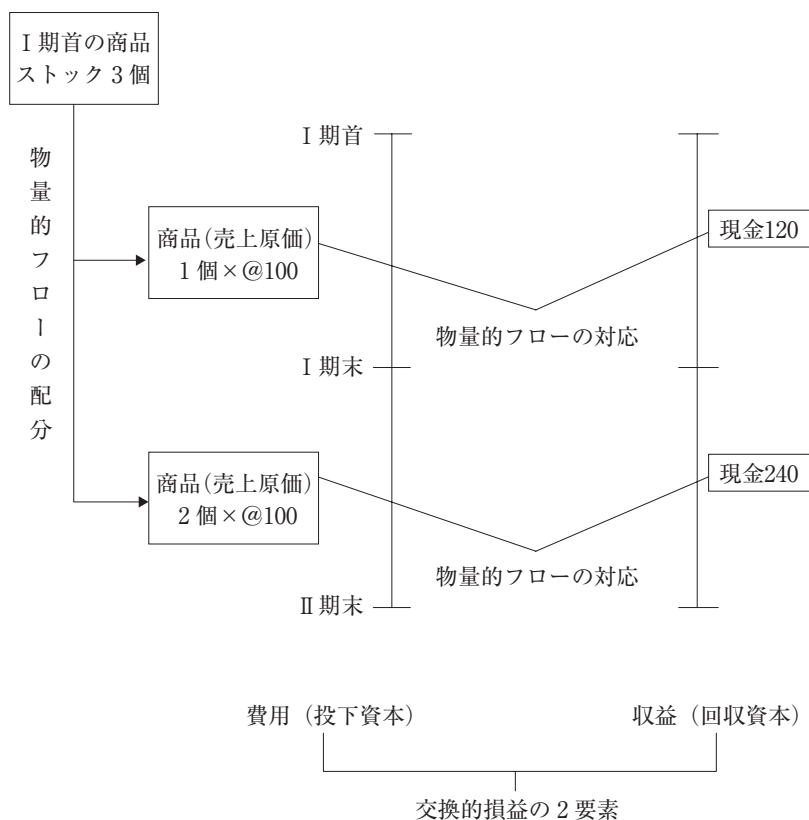 Ⅰ期首の商品
ストック3個
物量的フローの配分
Ⅰ期首
商品(売上原価)
1個×@100
現金120
物量的フローの対応
Ⅰ期末
商品(売上原価)
2個×@100
現金240
物量的フローの対応
Ⅱ期末
費用（投下資本）
収益（回収資本）
交換的損益の2要素